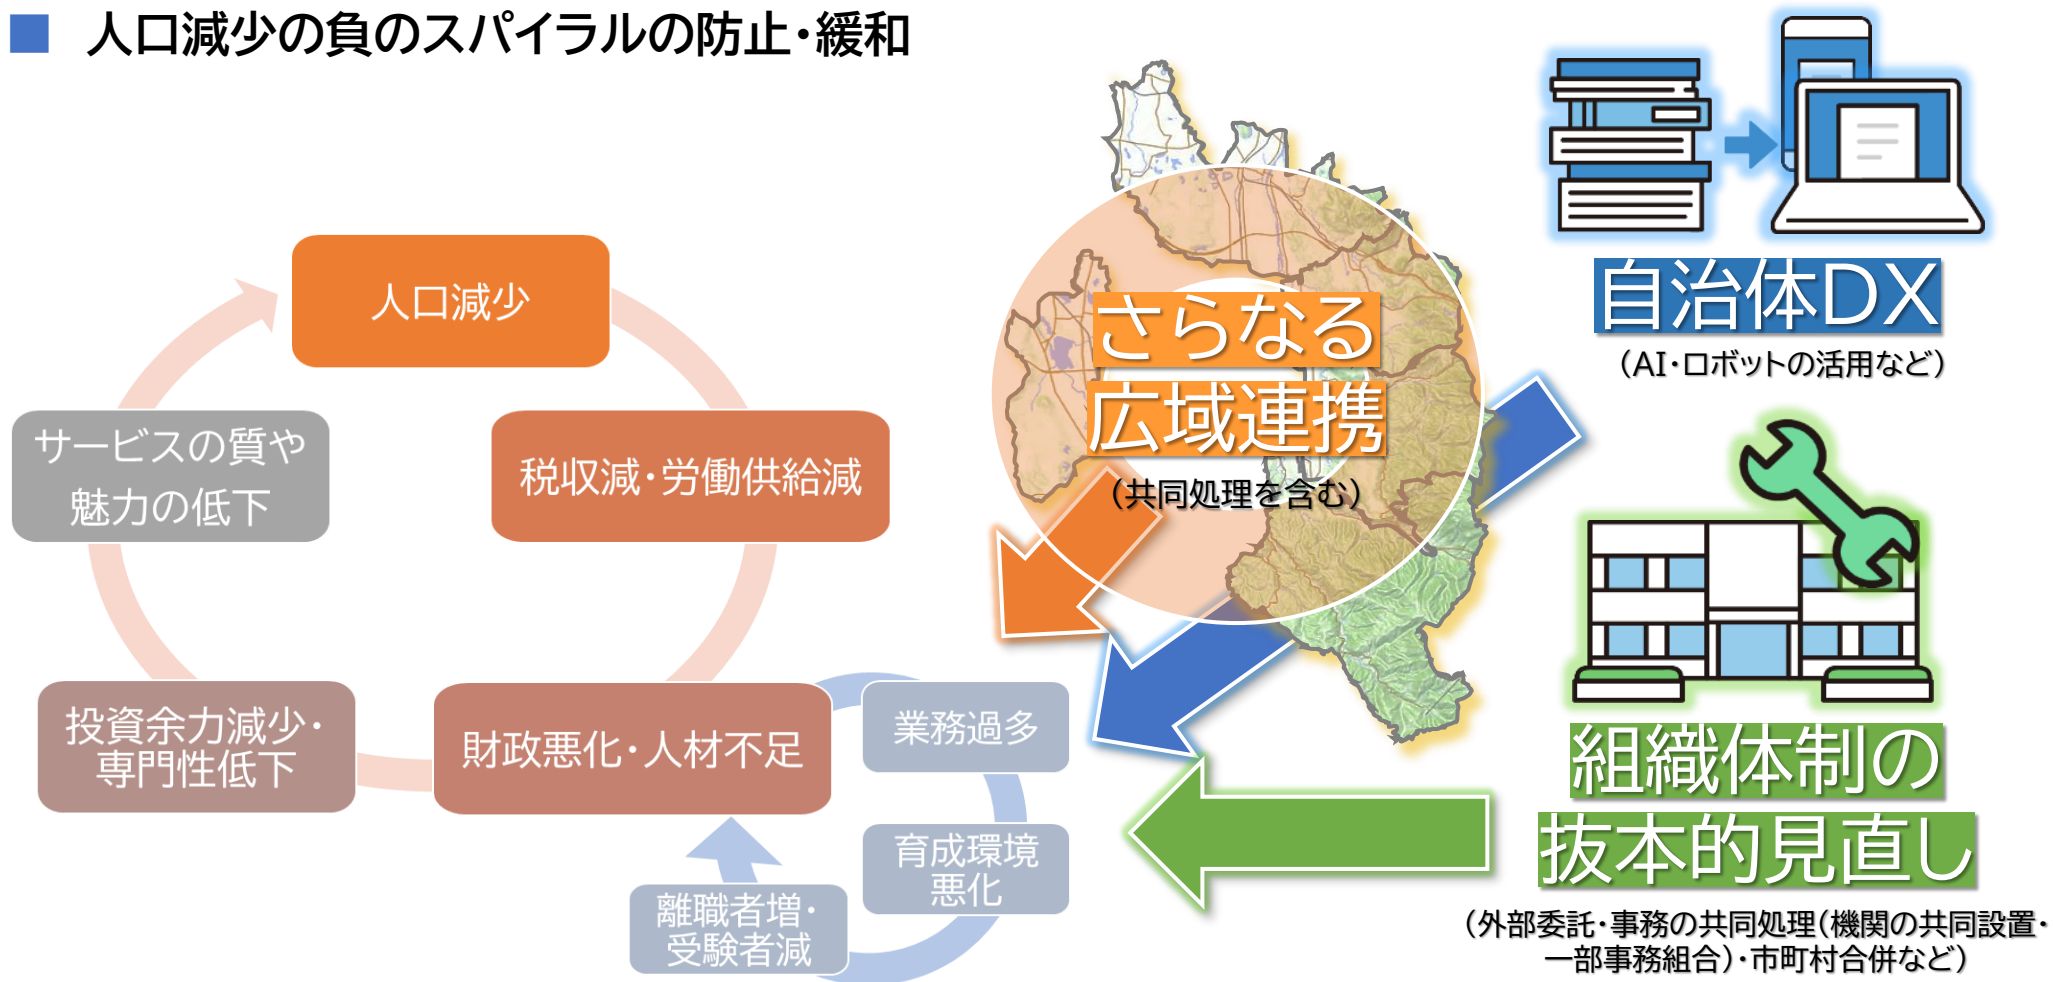 人口減少の負のスパイラルの防止・緩和
人口減少
税収減・労働供給減
財政悪化・人材不足
投資余力減少・
専門性低下
サービスの質や
魅力の低下
業務過多
育成環境
悪化
離職者増・
受験者減
さらなる
広域連携
（共同処理を含む）
自治体DX
（AI・ロボットの活用など）
組織体制の
抜本的見直し
（外部委託・事務の共同処理（機関の共同設置・
一部事務組合）・市町村合併など）